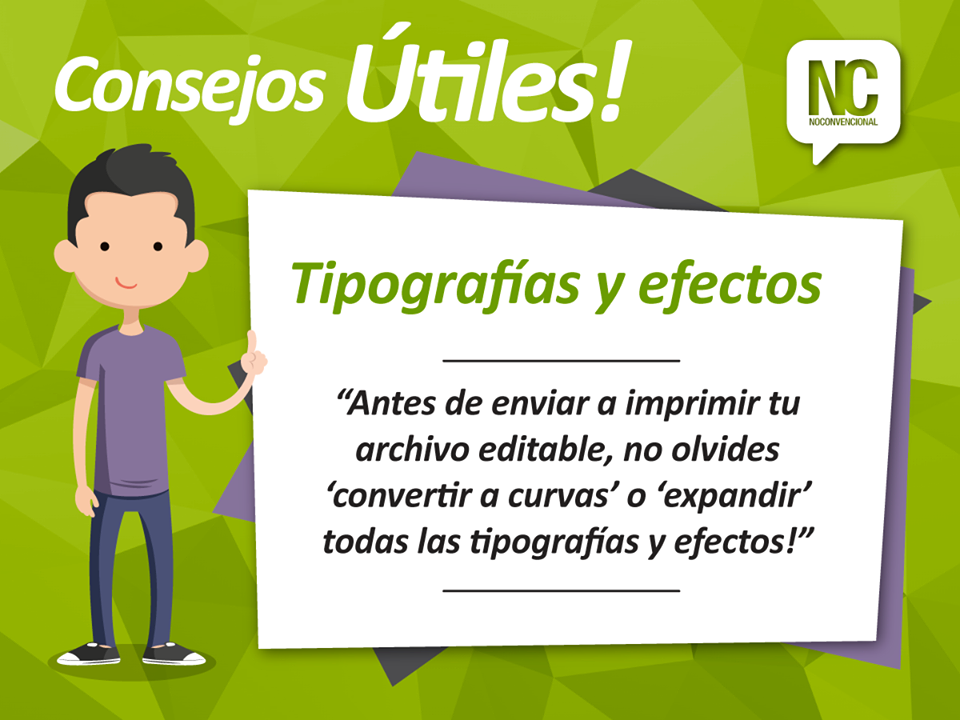 Consejos Útiles!
NC
NOCONVENCIONAL
Tipografías y efectos
“Antes de enviar a imprimir tu
archivo editable, no olvides
‘convertir a curvas’ o ‘expandir’
todas las tipografías y efectos!”